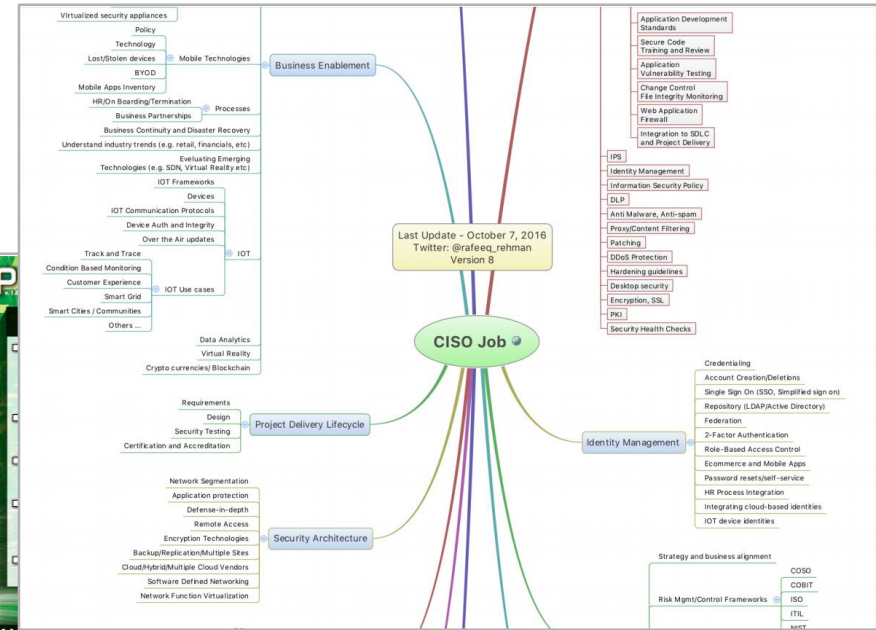 Virtualized security appliances
Policy
Technology
Lost/Stolen devices
BYOD
Mobile Apps Inventory
Mobile Technologies
HR/On Boarding/Termination
Business Partnerships
Processes
Business Continuity and Disaster Recovery
Understand industry trends (e.g. retail, financials, etc)
Evaluating Emerging
Technologies (e.g. SDN, Virtual Reality etc)
IOT Frameworks
Devices
IOT Communication Protocols
Device Auth and Integrity
Over the Air updates
Track and Trace
Condition Based Monitoring
Customer Experience
Smart Grid
Smart Cities / Communities
Others ...
IOT Use cases
IOT
Data Analytics
Virtual Reality
Crypto currencies/ Blockchain
Business Enablement
Requirements
Design
Security Testing
Certification and Accreditation
Project Delivery Lifecycle
Network Segmentation
Application protection
Defense-in-depth
Remote Access
Encryption Technologies
Backup/Replication/Multiple Sites
Cloud/Hybrid/Multiple Cloud Vendors
Software Defined Networking
Network Function Virtualization
Security Architecture
Last Update - October 7, 2016
Twitter: @rafeeq_rehman
Version 8
CISO Job
Application Development
Standards
Secure Code
Training and Review
Application
Vulnerability Testing
Change Control
File Integrity Monitoring
Web Application
Firewall
Integration to SDLC
and Project Delivery
IPS
Identity Management
Information Security Policy
DLP
Anti Malware, Anti-spam
Proxy/Content Filtering
Patching
DDoS Protection
Hardening guidelines
Desktop security
Encryption, SSL
PKI
Security Health Checks
Identity Management
Credentialing
Account Creation/Deletions
Single Sign On (SSO, Simplified sign on)
Repository (LDAP/Active Directory)
Federation
2-Factor Authentication
Role-Based Access Control
Ecommerce and Mobile Apps
Password resets/self-service
HR Process Integration
Integrating cloud-based identities
IOT device identities
Strategy and business alignment
Risk Mgmt/Control Frameworks
COSO
COBIT
ISO
ITIL
NIST